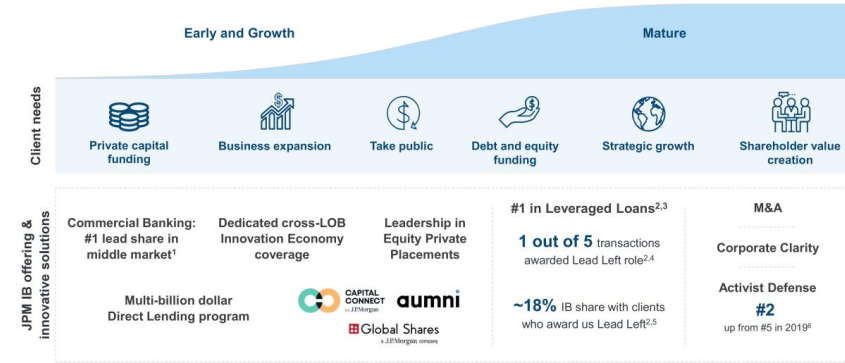 Early and Growth
Mature
Client needs
Private capital
funding
Business expansion
Take public
Debt and equity
funding
Strategic growth
Shareholder value
creation
JPM IB offering &
innovative solutions
Commercial Banking:
#1 lead share in
middle market¹
Dedicated cross-LOB
Innovation Economy
coverage
Leadership in
Equity Private
Placements
Multi-billion dollar
Direct Lending program
CAPITAL
CONNECT
by J.P.Morgan
aumni
Global Shares
a J.P.Morgan company
#1 in Leveraged Loans²,³
1 out of 5 transactions
awarded Lead Left role²,⁴
~18% IB share with clients
who award us Lead Left²,⁵
M&A
Corporate Clarity
Activist Defense
#2
up from #5 in 2019⁶